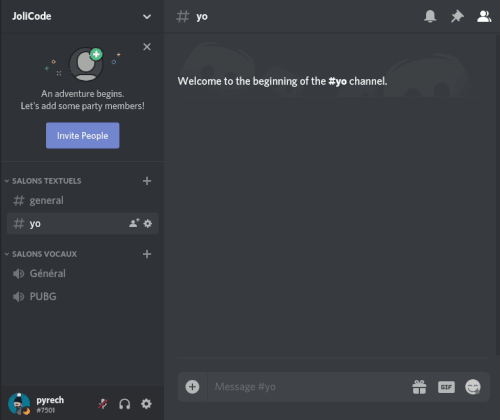 JoliCode
# yo
An adventure begins.
Let's add some party members!
Invite People
Welcome to the beginning of the #yo channel.
SALONS TEXTUELS
# general
# yo
SALONS VOCAUX
Général
PUBG
pyrech
#7501
Message #yo
GIF